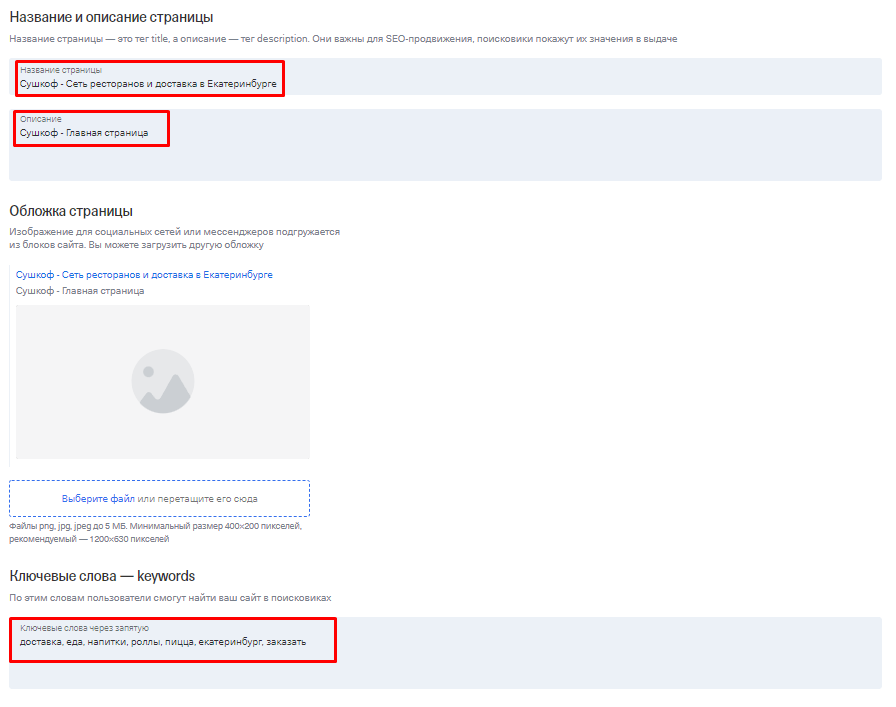 Название и описание страницы
Название страницы — это тег title, а описание — тег description. Они важны для SEO-продвижения, поисковики покажут их значения в выдаче
Название страницы
Сушкоф - Сеть ресторанов и доставка в Екатеринбурге
Описание
Сушкоф - Главная страница
Обложка страницы
Изображение для социальных сетей или мессенджеров подгружается
из блоков сайта. Вы можете загрузить другую обложку
Сушкоф - Сеть ресторанов и доставка в Екатеринбурге
Сушкоф - Главная страница
Выберите файл или перетащите его сюда
Файлы png, jpg, jpeg до 5 МБ. Минимальный размер 400×200 пикселей,
рекомендуемый — 1200×630 пикселей
Ключевые слова — keywords
По этим словам пользователи смогут найти ваш сайт в поисковиках
Ключевые слова через запятую
доставка, еда, напитки, роллы, пицца, екатеринбург, заказать